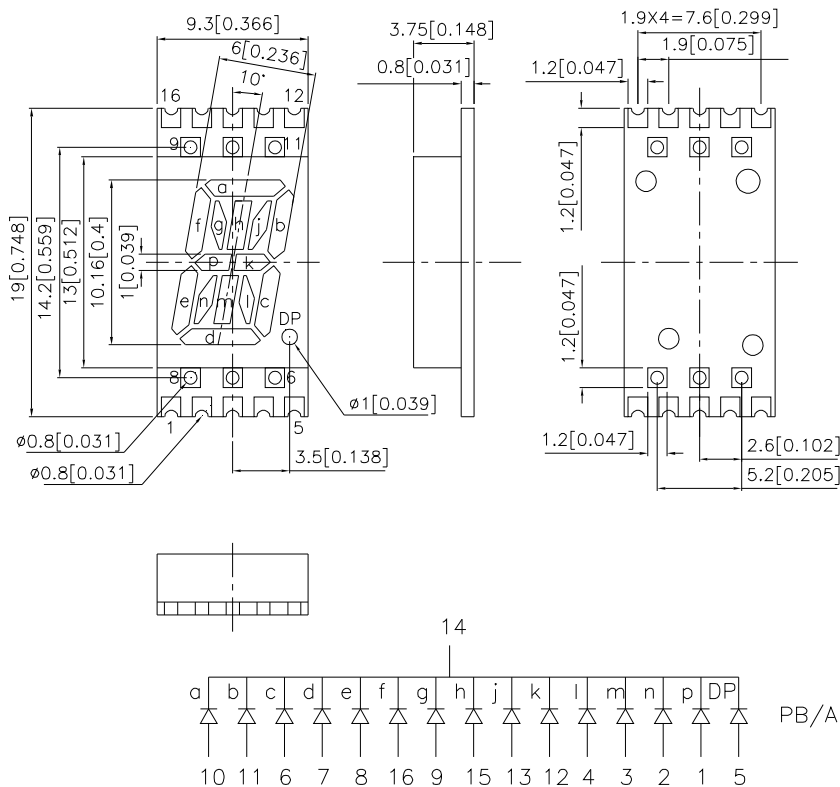 9.3[0.366]
6[0.236]
10°
16
12
9
11
a
f
g
h
j
b
p
k
e
n
m
l
c
d
DP
8
6
1
5
19[0.748]
14.2[0.559]
13[0.512]
10.16[0.4]
1[0.039]
ø0.8[0.031]
ø0.8[0.031]
ø1[0.039]
3.5[0.138]
3.75[0.148]
0.8[0.031]
1.9X4=7.6[0.299]
1.9[0.075]
1.2[0.047]
1.2[0.047]
1.2[0.047]
1.2[0.047]
2.6[0.102]
5.2[0.205]
14
a b c d e f g h j k l m n p DP
PB/A
10 11 6 7 8 16 9 15 13 12 4 3 2 1 5